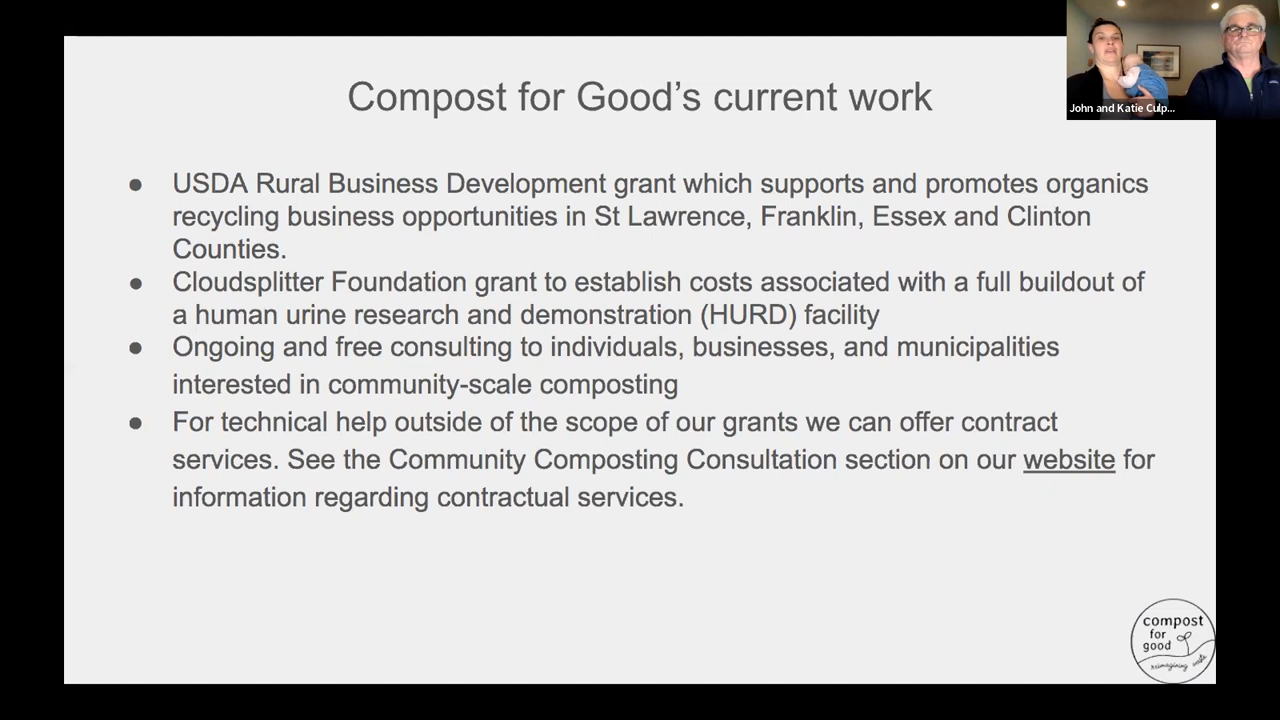 Compost for Good's current work
John and Katie Culp...
● USDA Rural Business Development grant which supports and promotes organics
recycling business opportunities in St Lawrence, Franklin, Essex and Clinton
Counties.
● Cloudsplitter Foundation grant to establish costs associated with a full buildout of
a human urine research and demonstration (HURD) facility
● Ongoing and free consulting to individuals, businesses, and municipalities
interested in community-scale composting
● For technical help outside of the scope of our grants we can offer contract
services. See the Community Composting Consultation section on our website for
information regarding contractual services.
compost
for
good
reimagining waste